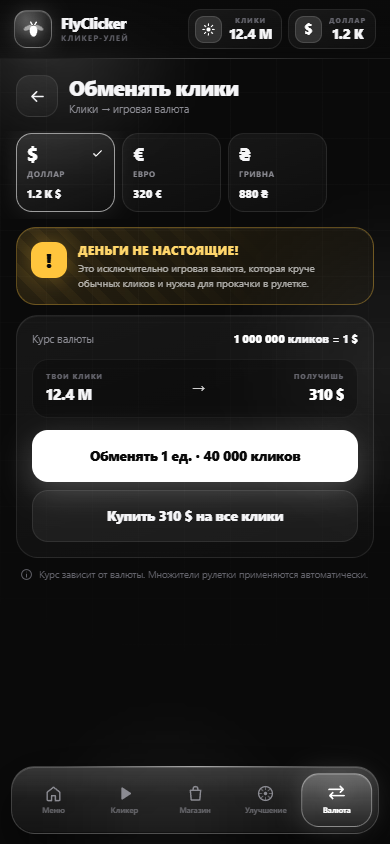 FlyClicker
КЛИКЕР-УЛЕЙ
КЛИКИ
12.4 M
$
ДОЛЛАР
1.2 K
Обменять клики
Клики → игровая валюта
$
ДОЛЛАР
1.2 K $
€
ЕВРО
320 €
₴
ГРИВНА
880 ₴
!
ДЕНЬГИ НЕ НАСТОЯЩИЕ!
Это исключительно игровая валюта, которая круче
обычных кликов и нужна для прокачки в рулетке.
Курс валюты
1 000 000 кликов = 1 $
ТВОИ КЛИКИ
12.4 M
→
ПОЛУЧИШЬ
310 $
Обменять 1 ед. · 40 000 кликов
Купить 310 $ на все клики
Курс зависит от валюты. Множители рулетки применяются автоматически.
Меню
Кликер
Магазин
Улучшение
Валюта